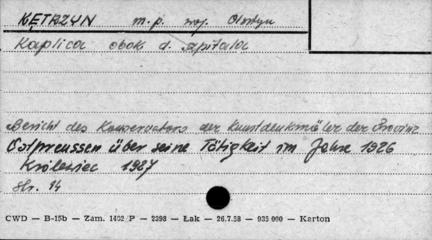 KĘTRZYN m.p. woj. Olsztyn
Kaplica obok d. szpitala
Bericht des Konservators der Kunstdenkmäler der Provinz
Ostpreussen über seine Tätigkeit im Jahre 1926
Królewiec 1927
str. 14
CWD — B-15b — Zam. 1452 P — 2398 — Łak — 26.7.58 — 935 000 — Karton